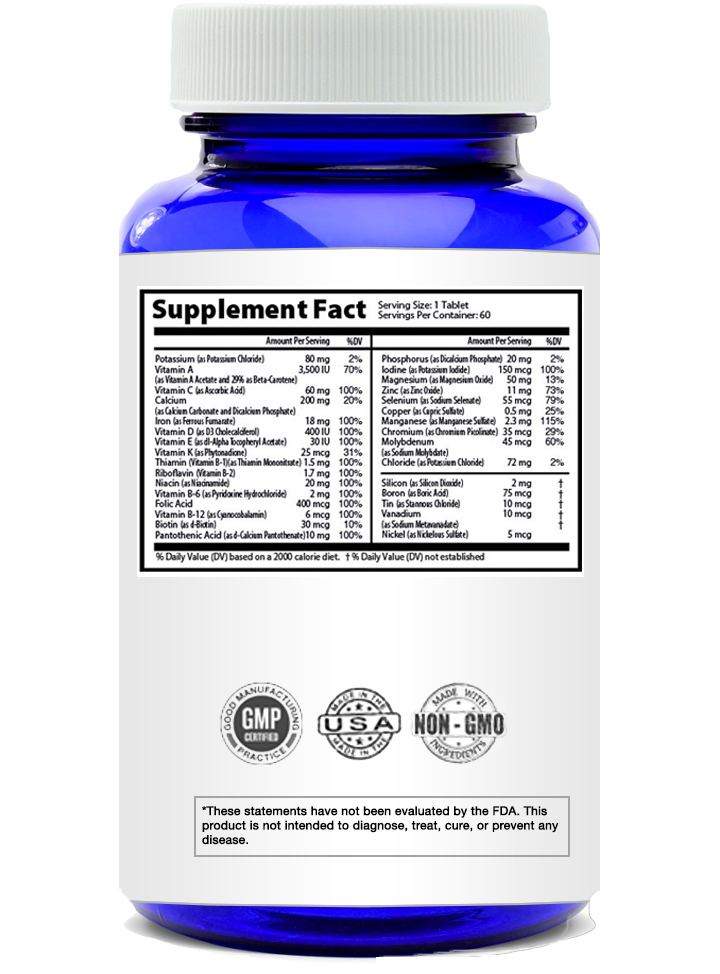 Supplement Fact
Serving Size: 1 Tablet
Servings Per Container: 60
Amount Per Serving %DV
Potassium (as Potassium Chloride) 80 mg 2%
Vitamin A 3,500 IU 70%
(as Vitamin A Acetate and 29% as Beta-Carotene)
Vitamin C (as Ascorbic Acid) 60 mg 100%
Calcium 200 mg 20%
(as Calcium Carbonate and Dicalcium Phosphate)
Iron (as Ferrous Fumarate) 18 mg 100%
Vitamin D (as D3 Cholecalciferol) 400 IU 100%
Vitamin E (as dl-Alpha Tocopheryl Acetate) 30 IU 100%
Vitamin K (as Phytonadione) 25 mcg 31%
Thiamin (Vitamin B-1)(as Thiamin Mononitrate) 1.5 mg 100%
Riboflavin (Vitamin B-2) 1.7 mg 100%
Niacin (as Niacinamide) 20 mg 100%
Vitamin B-6 (as Pyridoxine Hydrochloride) 2 mg 100%
Folic Acid 400 mcg 100%
Vitamin B-12 (as Cyanocobalamin) 6 mcg 100%
Biotin (as d-Biotin) 30 mcg 10%
Pantothenic Acid (as d-Calcium Pantothenate)10 mg 100%
Amount Per Serving %DV
Phosphorus (as Dicalcium Phosphate) 20 mg 2%
Iodine (as Potassium Iodide) 150 mcg 100%
Magnesium (as Magnesium Oxide) 50 mg 13%
Zinc (as Zinc Oxide) 11 mg 73%
Selenium (as Sodium Selenate) 55 mcg 79%
Copper (as Cupric Sulfate) 0.5 mg 25%
Manganese (as Manganese Sulfate) 2.3 mg 115%
Chromium (as Chromium Picolinate) 35 mcg 29%
Molybdenum 45 mcg 60%
(as Sodium Molybdate)
Chloride (as Potassium Chloride) 72 mg 2%
Silicon (as Silicon Dioxide) 2 mg †
Boron (as Boric Acid) 75 mcg †
Tin (as Stannous Chloride) 10 mcg †
Vanadium 10 mcg †
(as Sodium Metavanadate) †
Nickel (as Nickelous Sulfate) 5 mcg
% Daily Value (DV) based on a 2000 calorie diet. † % Daily Value (DV) not established
GOOD MANUFACTURING
GMP
CERTIFIED
PRACTICE
MADE IN THE
USA
MADE IN THE
MADE WITH
NON-GMO
INGREDIENTS
*These statements have not been evaluated by the FDA. This
product is not intended to diagnose, treat, cure, or prevent any
disease.